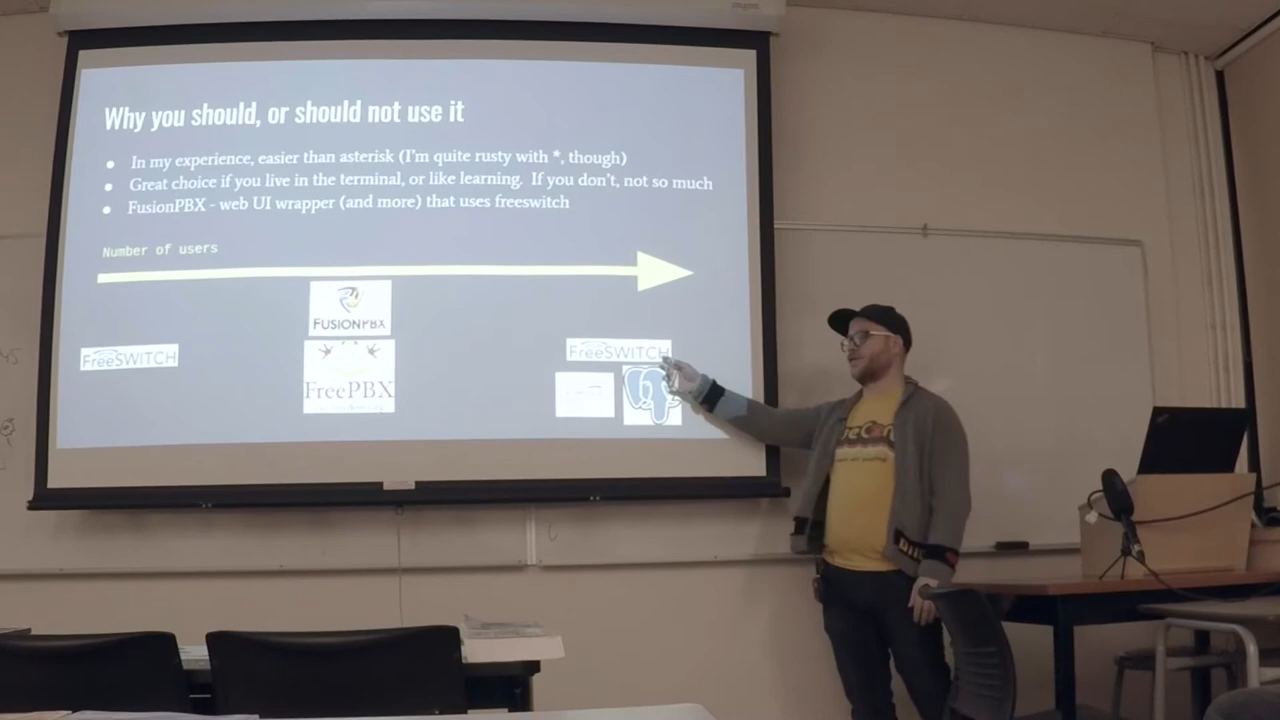 Why you should, or should not use it
● In my experience, easier than asterisk (I'm quite rusty with *, though)
● Great choice if you live in the terminal, or like learning. If you don't, not so much
● FusionPBX - web UI wrapper (and more) that uses freeswitch
Number of users
FUSIONPBX
FreeSWITCH
FreePBX
FreeSWITCH